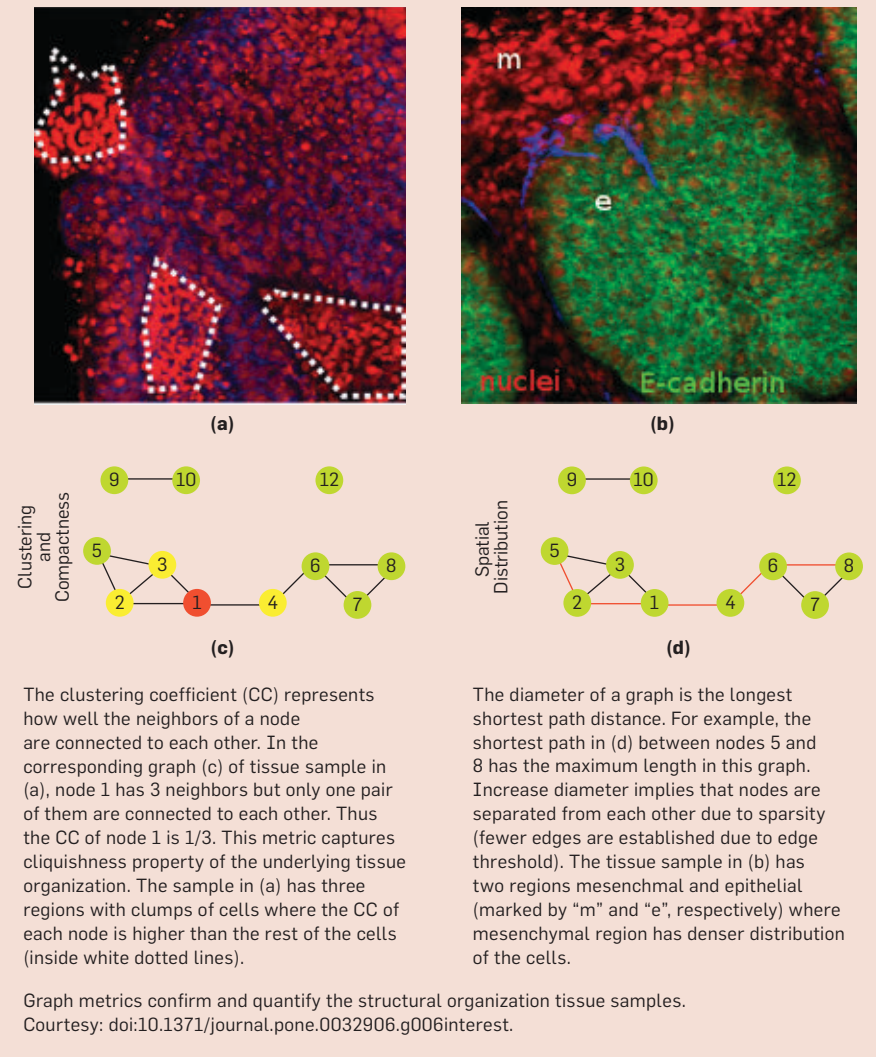 m
e
nuclei
E-cadherin
(a)
(b)
9
10
12
5
3
2
1
4
6
8
7
Clustering
and
Compactness
(c)
9
10
12
5
3
2
1
4
6
8
7
Spatial
Distribution
(d)
The clustering coefficient (CC) represents
how well the neighbors of a node
are connected to each other. In the
corresponding graph (c) of tissue sample in
(a), node 1 has 3 neighbors but only one pair
of them are connected to each other. Thus
the CC of node 1 is 1/3. This metric captures
cliquishness property of the underlying tissue
organization. The sample in (a) has three
regions with clumps of cells where the CC of
each node is higher than the rest of the cells
(inside white dotted lines).
The diameter of a graph is the longest
shortest path distance. For example, the
shortest path in (d) between nodes 5 and
8 has the maximum length in this graph.
Increase diameter implies that nodes are
separated from each other due to sparsity
(fewer edges are established due to edge
threshold). The tissue sample in (b) has
two regions mesenchmal and epithelial
(marked by “m” and “e”, respectively) where
mesenchymal region has denser distribution
of the cells.
Graph metrics confirm and quantify the structural organization tissue samples.
Courtesy: doi:10.1371/journal.pone.0032906.g006interest.